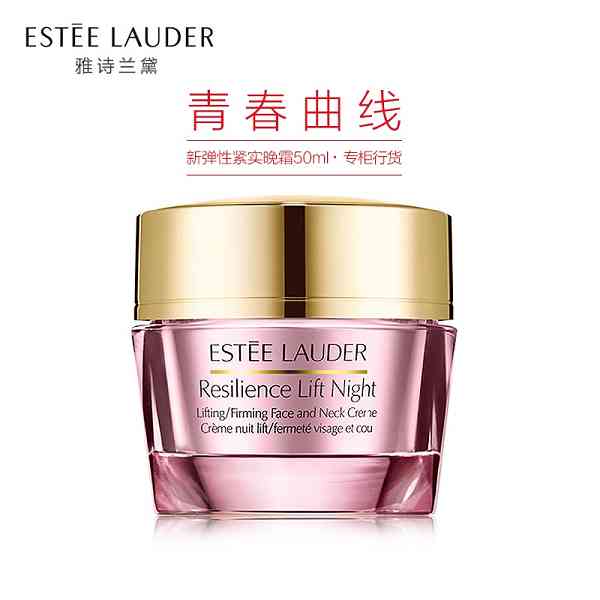 ESTĒE LAUDER
雅诗兰黛
青春曲线
新弹性紧实晚霜50ml·专柜行货
ESTĒE LAUDER
Resilience Lift Night
Lifting/Firming Face and Neck Creme
Crème nuit lift/fermeté visage et cou